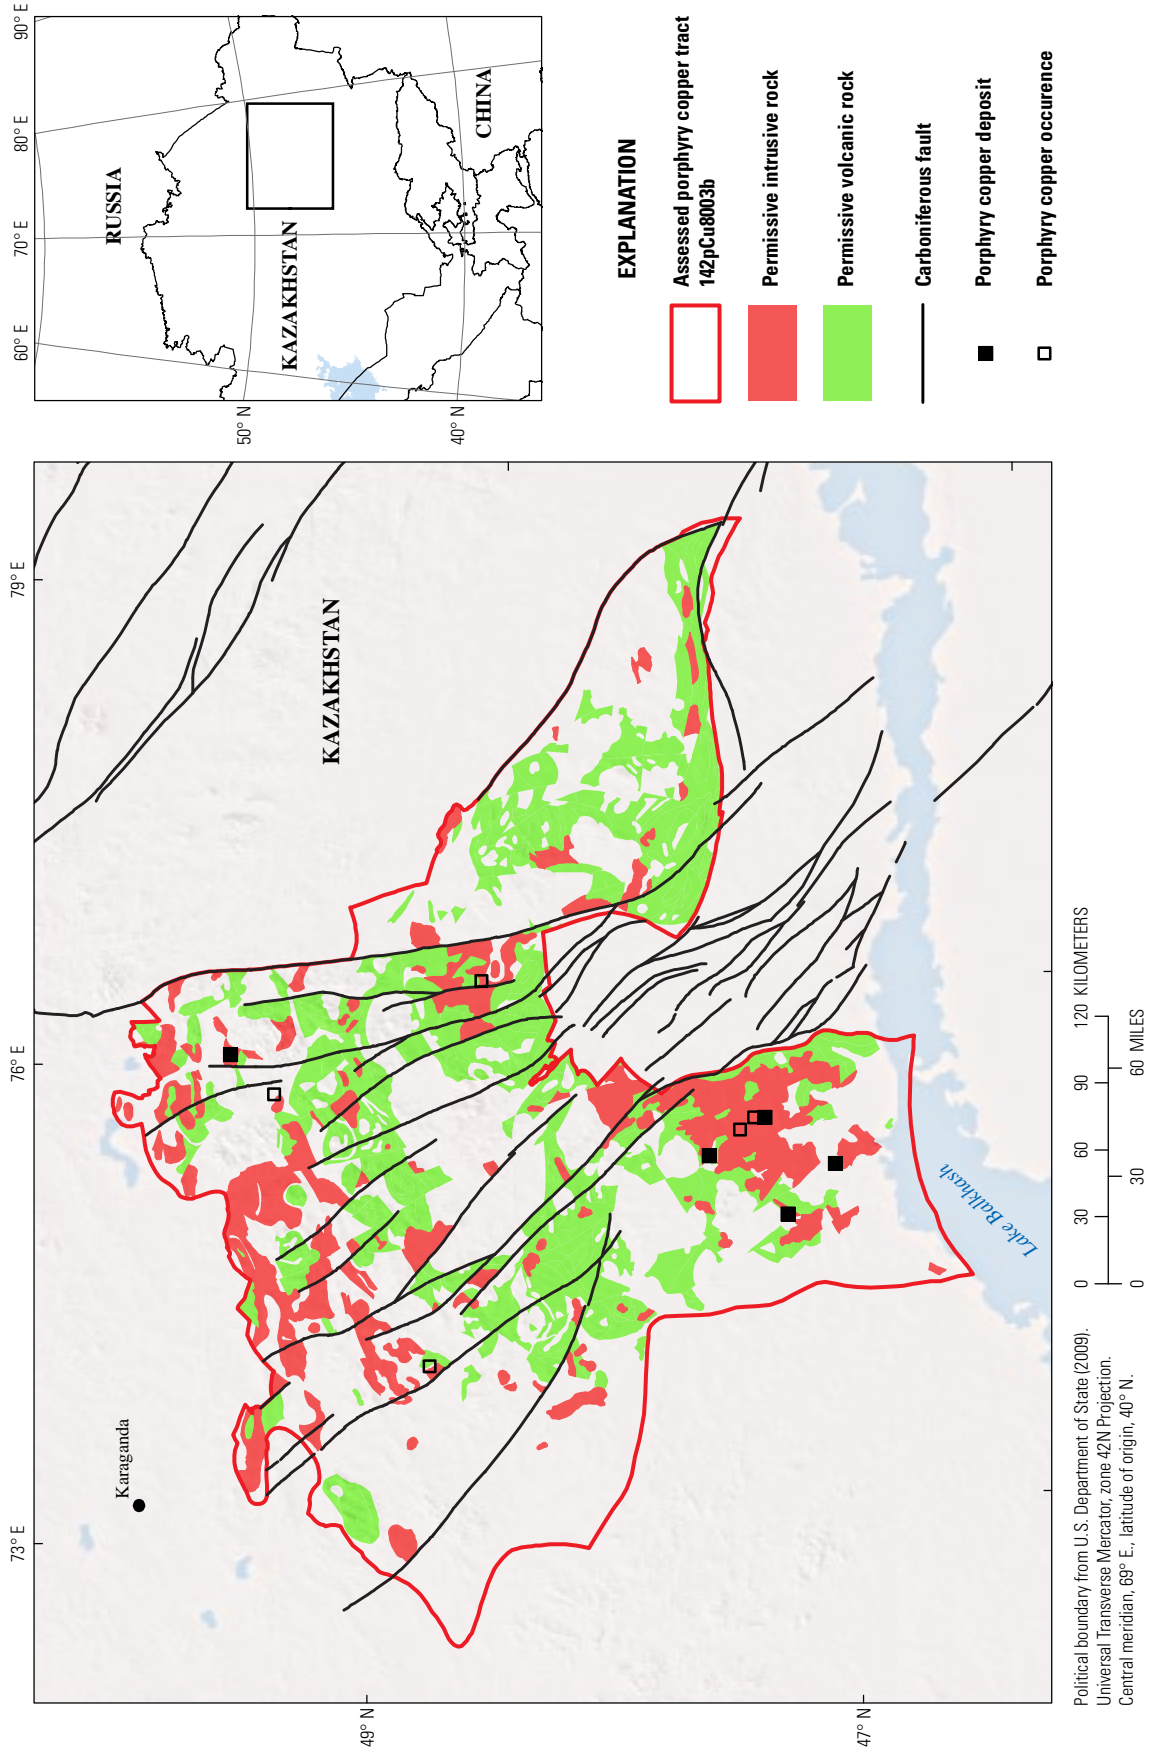 60° E
70° E
80° E
90° E
50° N
40° N
RUSSIA
KAZAKHSTAN
CHINA
73° E
76° E
79° E
49° N
47° N
Karaganda
KAZAKHSTAN
Lake Balkhash
EXPLANATION
Assessed porphyry copper tract
142pCu8003b
Permissive intrusive rock
Permissive volcanic rock
Carboniferous fault
Porphyry copper deposit
Porphyry copper occurence
0 30 60 90 120 KILOMETERS
0 30 60 MILES
Political boundary from U.S. Department of State (2009).
Universal Transverse Mercator, zone 42N Projection.
Central meridian, 69° E., latitude of origin, 40° N.